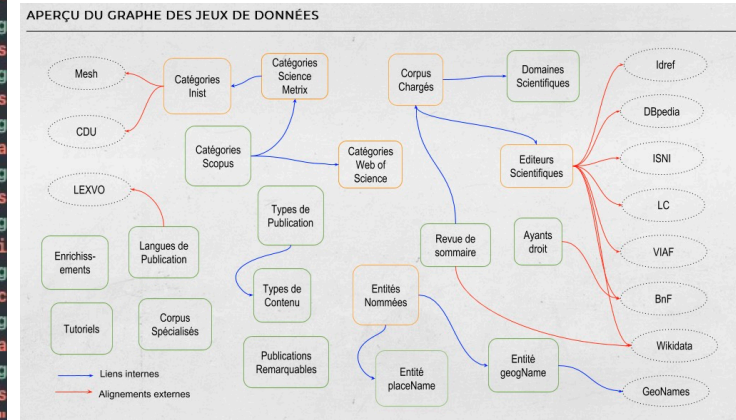 APERÇU DU GRAPHE DES JEUX DE DONNÉES
Mesh
CDU
LEXVO
Catégories
Inist
Catégories
Science
Metrix
Catégories
Scopus
Catégories
Web of
Science
Corpus
Chargés
Domaines
Scientifiques
Editeurs
Scientifiques
Idref
DBpedia
ISNI
LC
VIAF
BnF
Wikidata
GeoNames
Enrichiss-
ements
Langues de
Publication
Types de
Publication
Types de
Contenu
Revue de
sommaire
Ayants
droit
Tutoriels
Corpus
Spécialisés
Publications
Remarquables
Entités
Nommées
Entité
placeName
Entité
geogName
Liens internes
Alignements externes